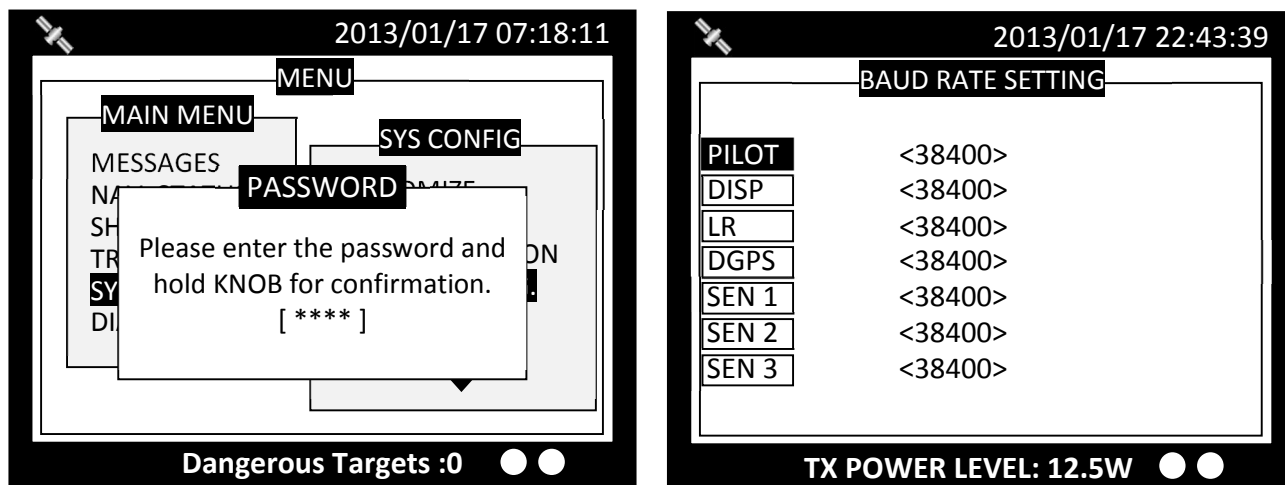 2013/01/17 07:18:11
MENU
MAIN MENU
SYS CONFIG
MESSAGES
PASSWORD
Please enter the password and
hold KNOB for confirmation.
[ **** ]
Dangerous Targets :0
2013/01/17 22:43:39
BAUD RATE SETTING
PILOT <38400>
DISP <38400>
LR <38400>
DGPS <38400>
SEN 1 <38400>
SEN 2 <38400>
SEN 3 <38400>
TX POWER LEVEL: 12.5W